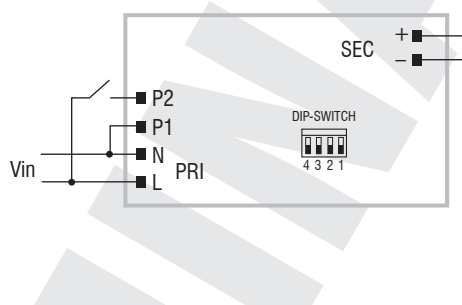 +
SEC
–
P2
P1
DIP-SWITCH
N
Vin
PRI
4 3 2 1
L